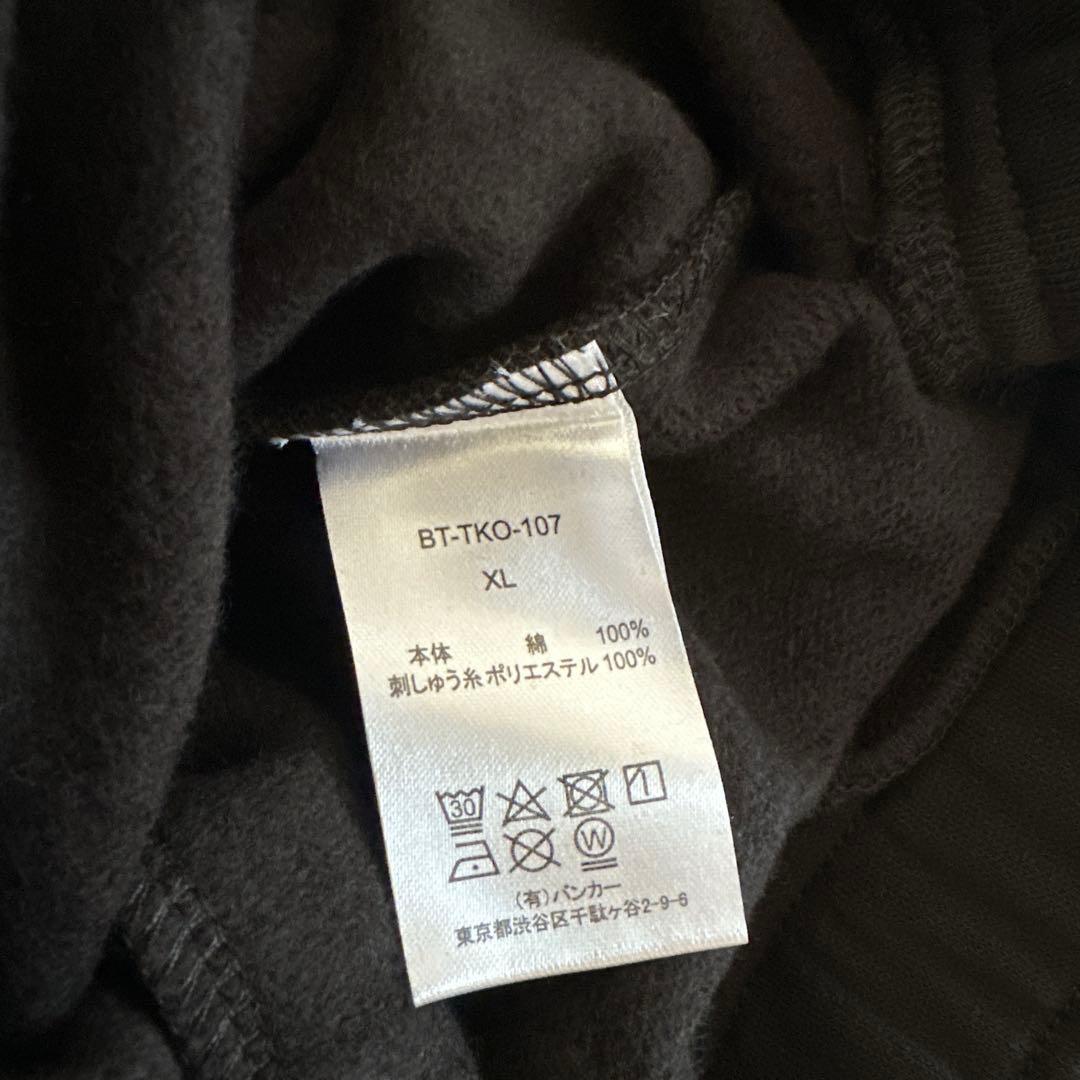 BT-TKO-107
XL
本体 綿 100%
刺しゅう糸 ポリエステル 100%
30
1
W
(有)バンカー
東京都渋谷区千駄ヶ谷2-9-6